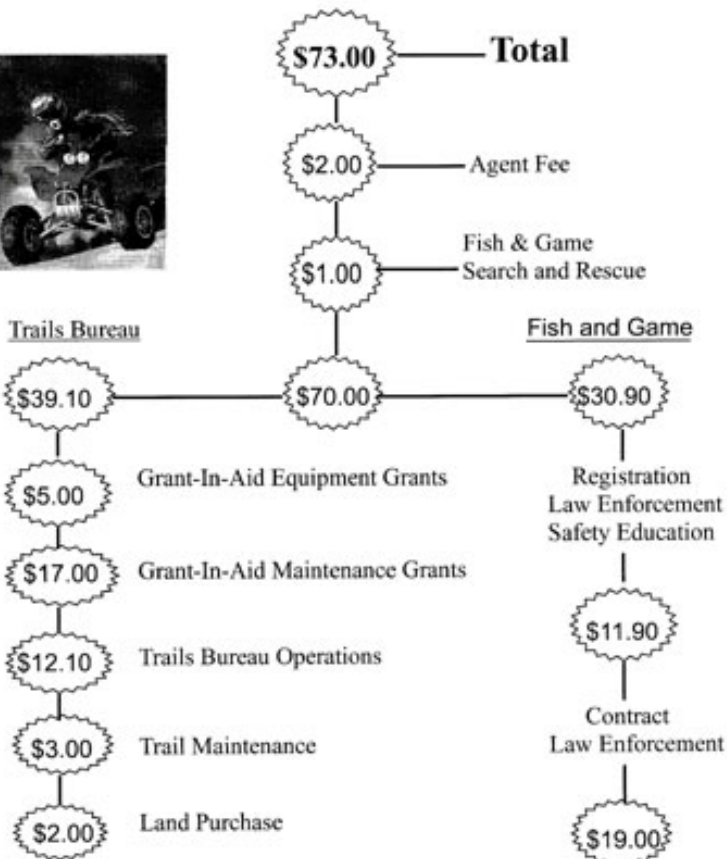 $73.00 Total
$2.00 Agent Fee
$1.00 Fish & Game
Search and Rescue
Trails Bureau
Fish and Game
$39.10 $70.00 $30.90
$5.00 Grant-In-Aid Equipment Grants
$17.00 Grant-In-Aid Maintenance Grants
$12.10 Trails Bureau Operations
$3.00 Trail Maintenance
$2.00 Land Purchase
Registration
Law Enforcement
Safety Education
$11.90
Contract
Law Enforcement
$19.00